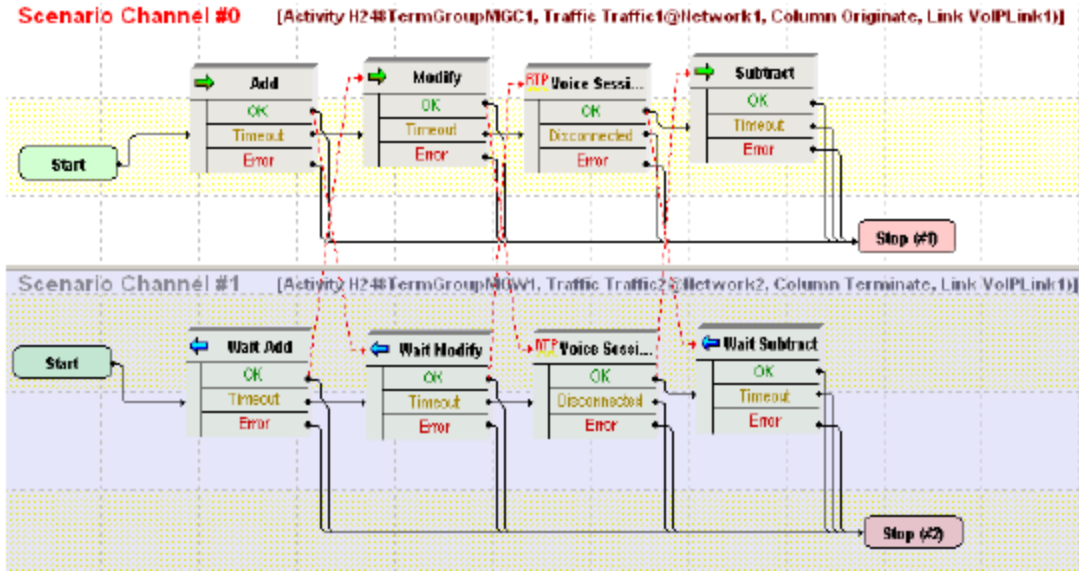 Scenario Channel #0 [Activity H248TermGroupMGC1, Traffic Traffic1@Network1, Column Originate, Link VoIPLink1)]
Start
Add
OK
Timeout
Error
Modify
OK
Timeout
Error
RTP Voice Sessi...
OK
Disconnected
Error
Subtract
OK
Timeout
Error
Stop (#1)
Scenario Channel #1 [Activity H248TermGroupMGW1, Traffic Traffic2@Network2, Column Terminate, Link VoIPLink1)]
Start
Wait Add
OK
Timeout
Error
Wait Modify
OK
Timeout
Error
RTP Voice Sessi...
OK
Disconnected
Error
Wait Subtract
OK
Timeout
Error
Stop (#2)